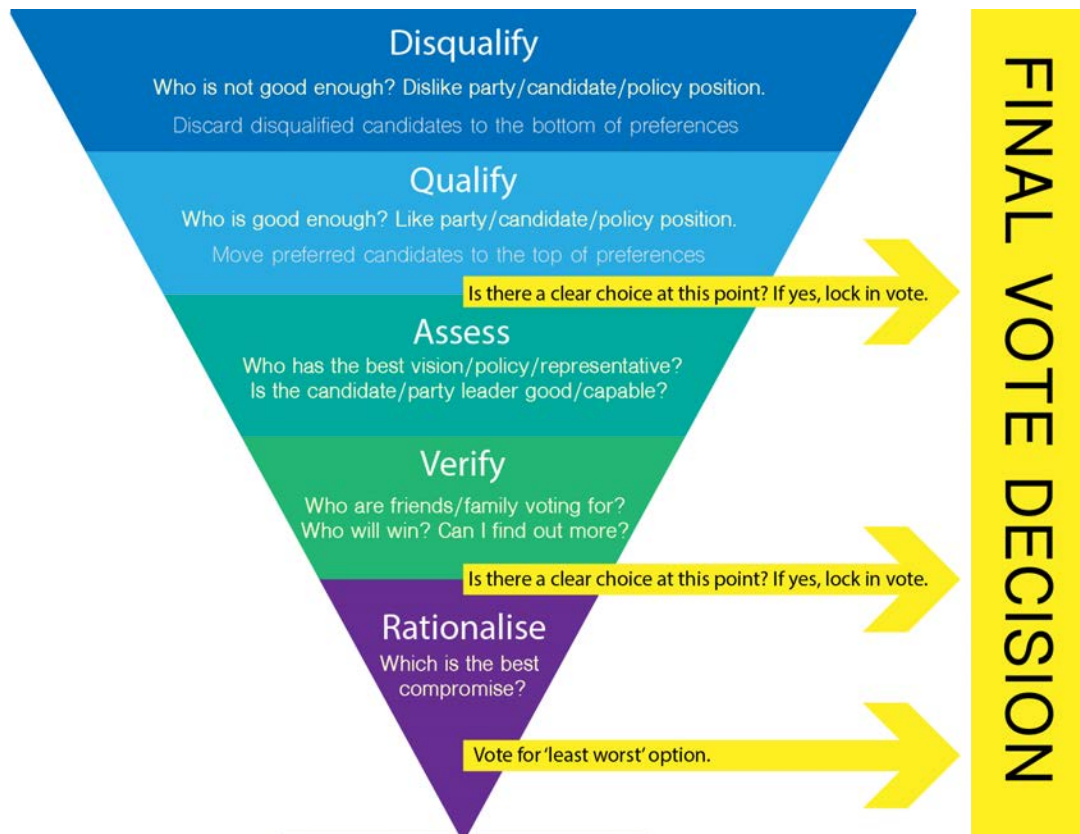 Disqualify
Who is not good enough? Dislike party/candidate/policy position.
Discard disqualified candidates to the bottom of preferences
Qualify
Who is good enough? Like party/candidate/policy position.
Move preferred candidates to the top of preferences
Is there a clear choice at this point? If yes, lock in vote.
Assess
Who has the best vision/policy/representative?
Is the candidate/party leader good/capable?
Verify
Who are friends/family voting for?
Who will win? Can I find out more?
Is there a clear choice at this point? If yes, lock in vote.
Rationalise
Which is the best
compromise?
Vote for ‘least worst’ option.
FINAL VOTE DECISION